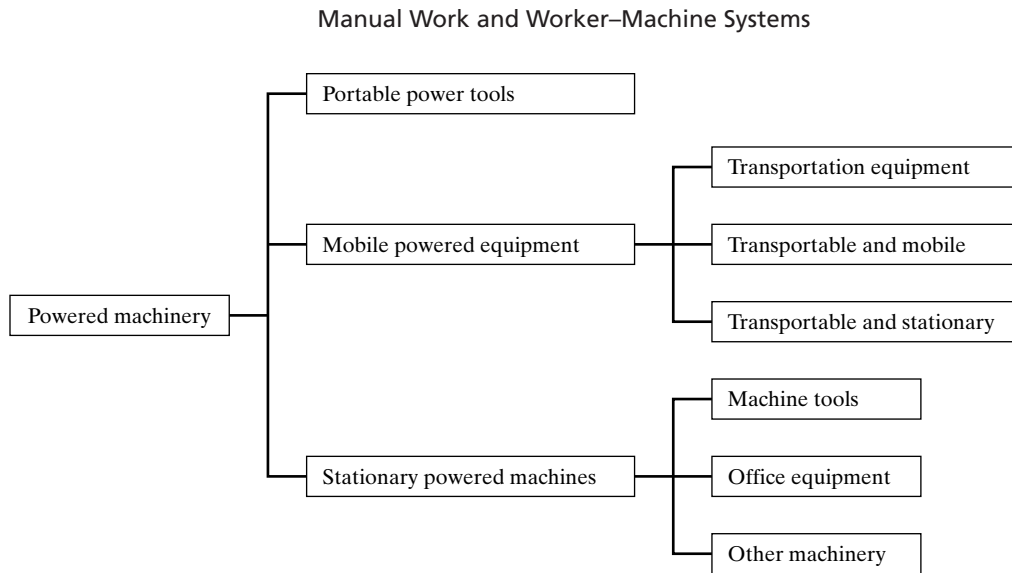 Manual Work and Worker–Machine Systems
Portable power tools
Transportation equipment
Mobile powered equipment
Transportable and mobile
Powered machinery
Transportable and stationary
Machine tools
Stationary powered machines
Office equipment
Other machinery